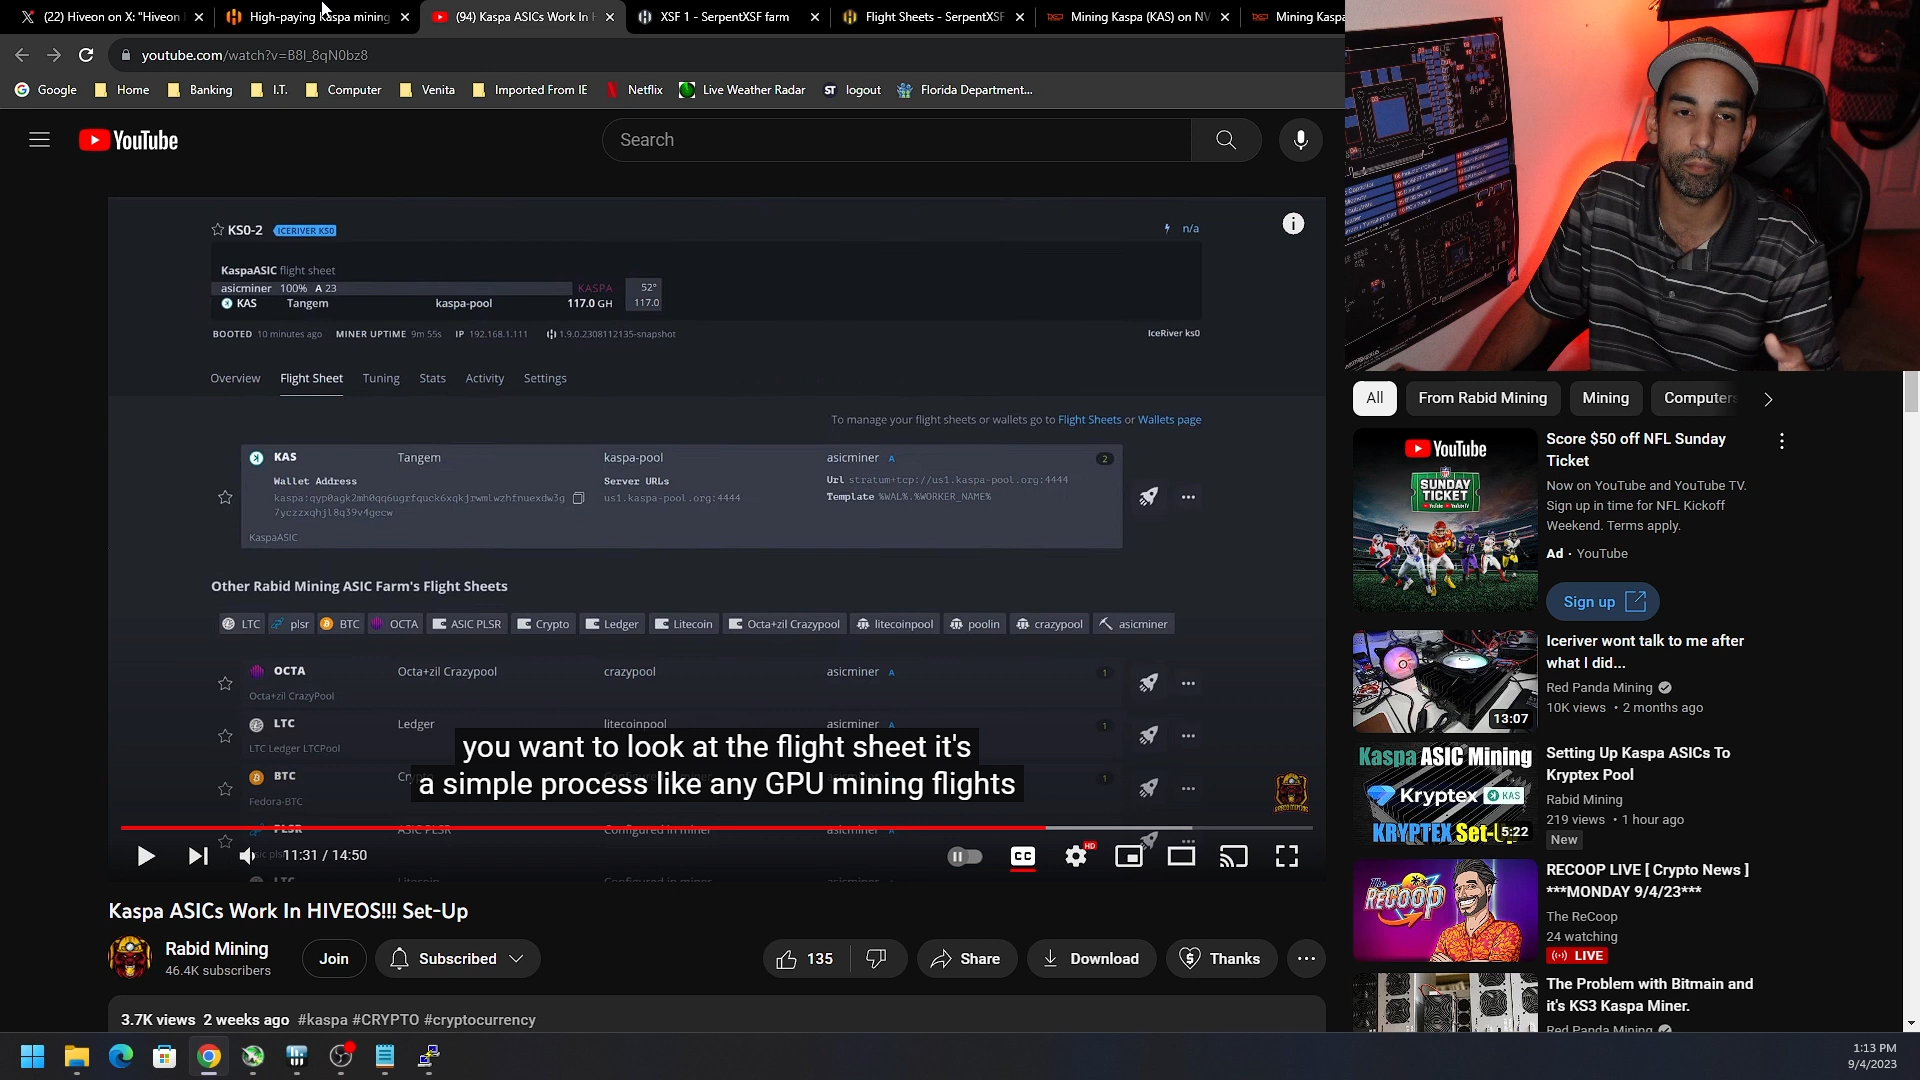 (22) Hiveon on X: "Hiveon
High-paying Kaspa mining
(94) Kaspa ASICs Work In H
XSF 1 - SerpentXSF farm
Flight Sheets - SerpentXSF
Mining Kaspa (KAS) on NV
Mining Kaspa
youtube.com/watch?v=B8I_8qN0bz8
Google
Home
Banking
I.T.
Computer
Venita
Imported From IE
Netflix
Live Weather Radar
ST logout
Florida Department...
YouTube
Search
KS0-2 ICERIVER KS0
n/a
KaspaASIC flight sheet
asicminer 100% A 23 KASPA 52°
KAS Tangem kaspa-pool 117.0 GH 117.0
BOOTED 10 minutes ago MINER UPTIME 9m 55s IP 192.168.1.111 1.9.0.2308112135-snapshot
IceRiver ks0
Overview Flight Sheet Tuning Stats Activity Settings
To manage your flight sheets or wallets go to Flight Sheets or Wallets page
KAS Tangem kaspa-pool asicminer A 2
Wallet Address Server URLs Url stratum+tcp://us1.kaspa-pool.org:4444
us1.kaspa-pool.org:4444 Template %WAL%.%WORKER_NAME%
KaspaASIC
Other Rabid Mining ASIC Farm's Flight Sheets
LTC plsr BTC OCTA ASIC PLSR Crypto Ledger Litecoin Octa+zil Crazypool litecoinpool poolin crazypool asicminer
OCTA Octa+zil Crazypool crazypool asicminer A 1
Octa+zil CrazyPool
LTC Ledger litecoinpool asicminer A 1
LTC Ledger LTCPool
BTC
Fedora-BTC
you want to look at the flight sheet it's
a simple process like any GPU mining flights
11:31 / 14:50
CC
HD
Kaspa ASICs Work In HIVEOS!!! Set-Up
Rabid Mining
46.4K subscribers
Join
Subscribed
135
Share
Download
Thanks
3.7K views 2 weeks ago #kaspa #CRYPTO #cryptocurrency
All
From Rabid Mining
Mining
Computers
YouTube
SUNDAY
TICKET
Score $50 off NFL Sunday
Ticket
Now on YouTube and YouTube TV.
Sign up in time for NFL Kickoff
Weekend. Terms apply.
Ad · YouTube
Sign up
13:07
Iceriver wont talk to me after
what I did...
Red Panda Mining
10K views · 2 months ago
Kaspa ASIC Mining
Kryptex KAS
KRYPTEX Set-U
5:22
Setting Up Kaspa ASICs To
Kryptex Pool
Rabid Mining
219 views · 1 hour ago
New
The
ReCOOP
RECOOP LIVE [ Crypto News ]
***MONDAY 9/4/23***
The ReCoop
24 watching
LIVE
The Problem with Bitmain and
it's KS3 Kaspa Miner.
Red Panda Mining
1:13 PM
9/4/2023